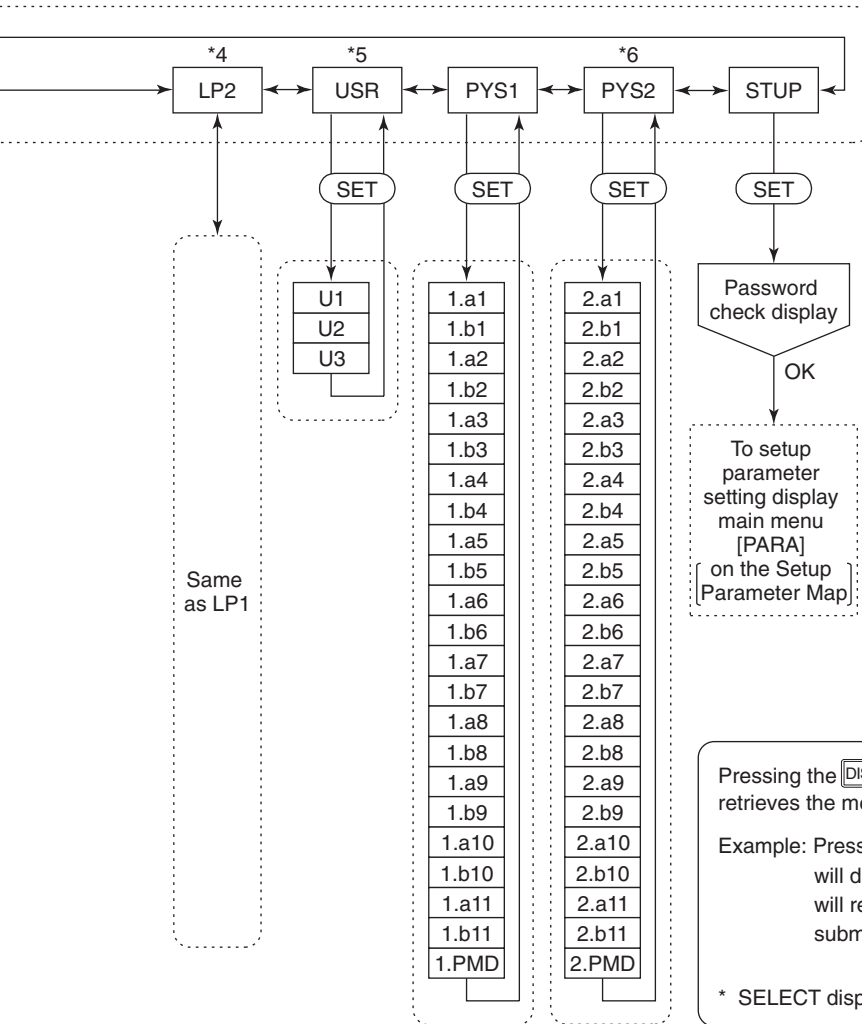 *4 *5 *6
LP2 USR PYS1 PYS2 STUP
SET SET SET SET
Same
as LP1
U1
U2
U3
1.a1
1.b1
1.a2
1.b2
1.a3
1.b3
1.a4
1.b4
1.a5
1.b5
1.a6
1.b6
1.a7
1.b7
1.a8
1.b8
1.a9
1.b9
1.a10
1.b10
1.a11
1.b11
1.PMD
2.a1
2.b1
2.a2
2.b2
2.a3
2.b3
2.a4
2.b4
2.a5
2.b5
2.a6
2.b6
2.a7
2.b7
2.a8
2.b8
2.a9
2.b9
2.a10
2.b10
2.a11
2.b11
2.PMD
Password
check display
OK
To setup
parameter
setting display
main menu
[PARA]
[on the Setup
Parameter Map]
Pressing the
retrieves the
Example:
will
will
* SELECT